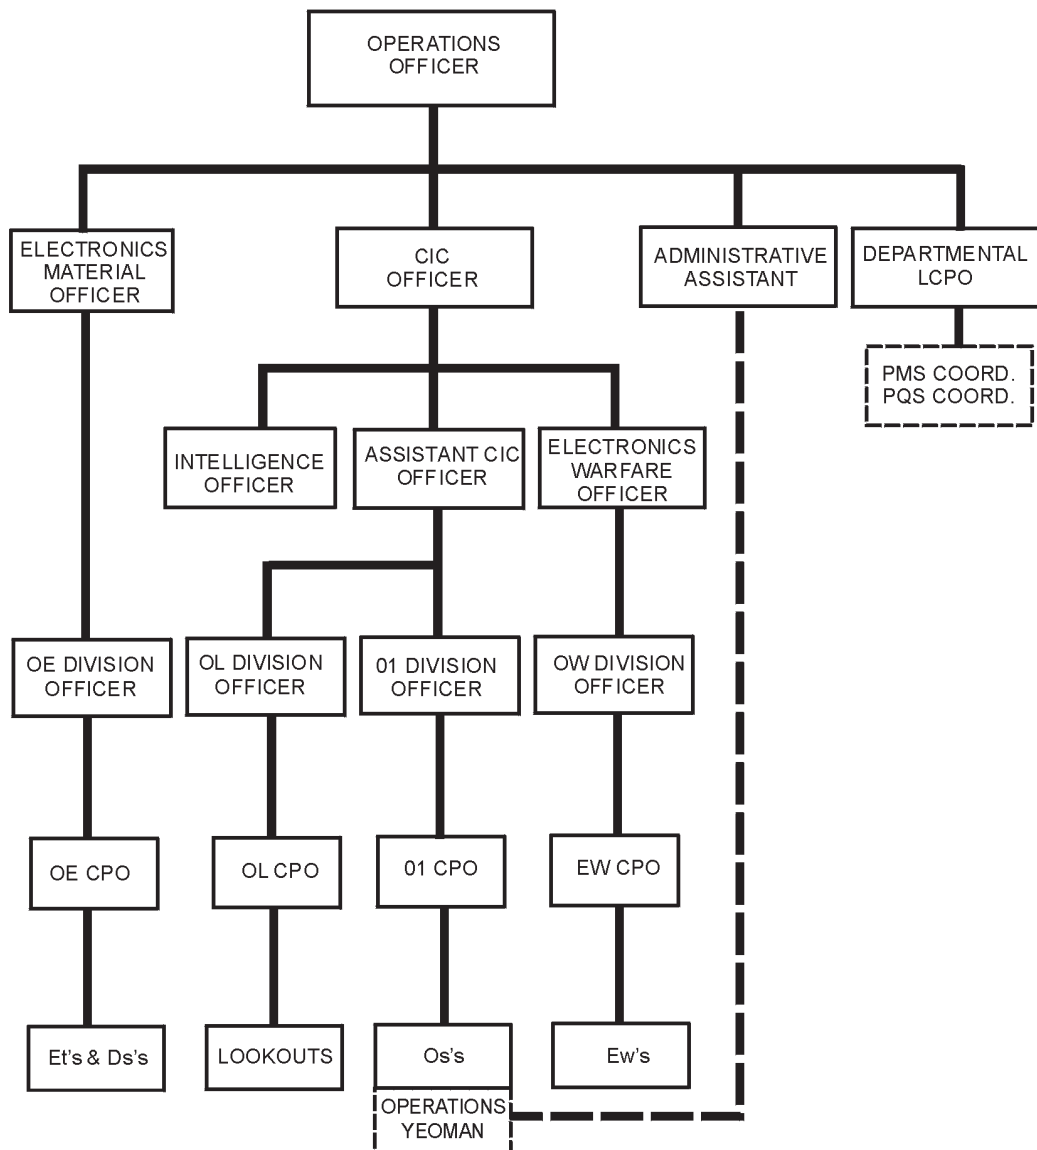 OPERATIONS
OFFICER
ELECTRONICS
MATERIAL
OFFICER
CIC
OFFICER
ADMINISTRATIVE
ASSISTANT
DEPARTMENTAL
LCPO
PMS COORD.
PQS COORD.
INTELLIGENCE
OFFICER
ASSISTANT CIC
OFFICER
ELECTRONICS
WARFARE
OFFICER
OE DIVISION
OFFICER
OL DIVISION
OFFICER
01 DIVISION
OFFICER
OW DIVISION
OFFICER
OE CPO
OL CPO
01 CPO
EW CPO
Et's & Ds's
LOOKOUTS
Os's
Ew's
OPERATIONS
YEOMAN